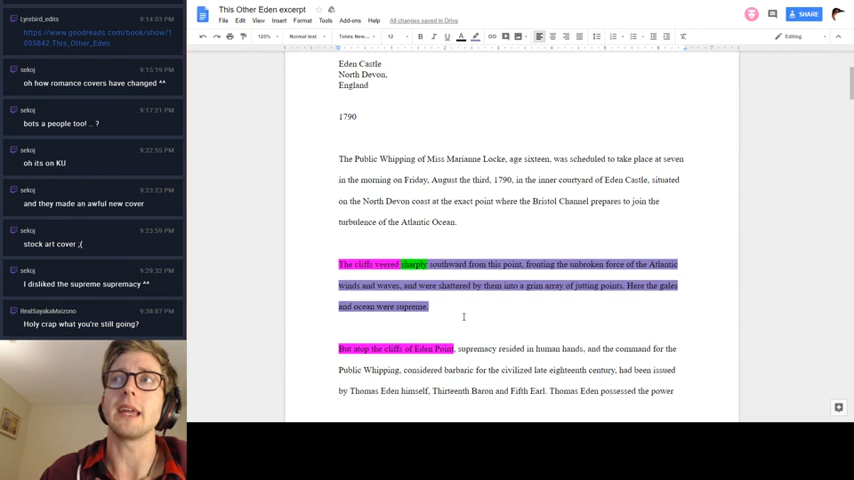 Lyrebird_edits 9:14:03 PM
https://www.goodreads.com/book/show/1
055842.This_Other_Eden
sekoj 9:15:19 PM
oh how romance covers have changed ^^
sekoj 9:17:21 PM
bots a people too! .. ?
sekoj 9:22:55 PM
oh its on KU
sekoj 9:23:23 PM
and they made an awful new cover
sekoj 9:23:59 PM
stock art cover ;(
sekoj 9:29:32 PM
I disliked the supreme supremacy ^^
RealSayakaMaizono 9:38:07 PM
Holy crap what you're still going?
This Other Eden excerpt
File Edit View Insert Format Tools Add-ons Help All changes saved in Drive
SHARE
125% Normal text Times New... 12 B I U A Editing
Eden Castle
North Devon,
England
1790
The Public Whipping of Miss Marianne Locke, age sixteen, was scheduled to take place at seven
in the morning on Friday, August the third, 1790, in the inner courtyard of Eden Castle, situated
on the North Devon coast at the exact point where the Bristol Channel prepares to join the
turbulence of the Atlantic Ocean.
The cliffs veered sharply southward from this point, fronting the unbroken force of the Atlantic
winds and waves, and were shattered by them into a grim array of jutting points. Here the gales
and ocean were supreme.
But atop the cliffs of Eden Point, supremacy resided in human hands, and the command for the
Public Whipping, considered barbaric for the civilized late eighteenth century, had been issued
by Thomas Eden himself, Thirteenth Baron and Fifth Earl. Thomas Eden possessed the power